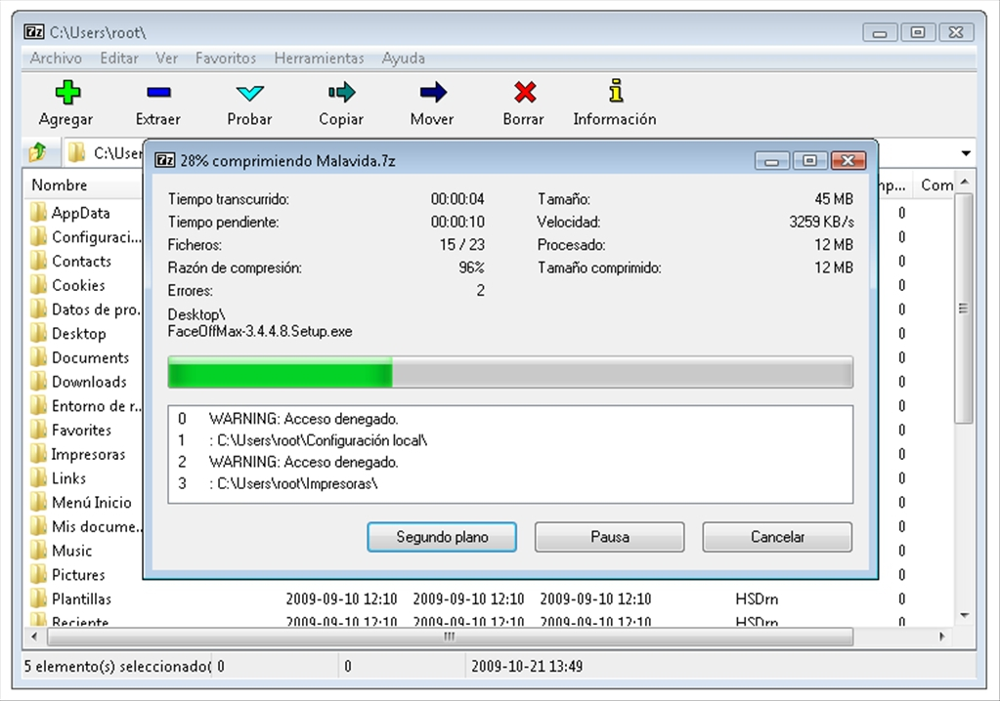 7z C:\Users\root\
Archivo Editar Ver Favoritos Herramientas Ayuda
Agregar Extraer Probar Copiar Mover Borrar Información
C:\User
7z 28% comprimiendo Malavida.7z
Tiempo transcurrido: 00:00:04 Tamaño: 45 MB
Tiempo pendiente: 00:00:10 Velocidad: 3259 KB/s
Ficheros: 15 / 23 Procesado: 12 MB
Razón de compresión: 96% Tamaño comprimido: 12 MB
Errores: 2
Desktop\
FaceOffMax-3.4.4.8.Setup.exe
0 WARNING: Acceso denegado.
1 : C:\Users\root\Configuración local\
2 WARNING: Acceso denegado.
3 : C:\Users\root\Impresoras\
Segundo plano Pausa Cancelar
Nombre mp... Com
AppData 0
Configuraci... 0
Contacts 0
Cookies 0
Datos de pro. 0
Desktop 0
Documents 0
Downloads 0
Entorno de r.. 0
Favorites 0
Impresoras 0
Links 0
Menú Inicio 0
Mis docume.. 0
Music 0
Pictures 0
Plantillas 2009-09-10 12:10 2009-09-10 12:10 2009-09-10 12:10 HSDrn 0
Reciente 2009-09-10 12:10 2009-09-10 12:10 2009-09-10 12:10 HSDrn 0
5 elemento(s) seleccionado( 0 0 2009-10-21 13:49